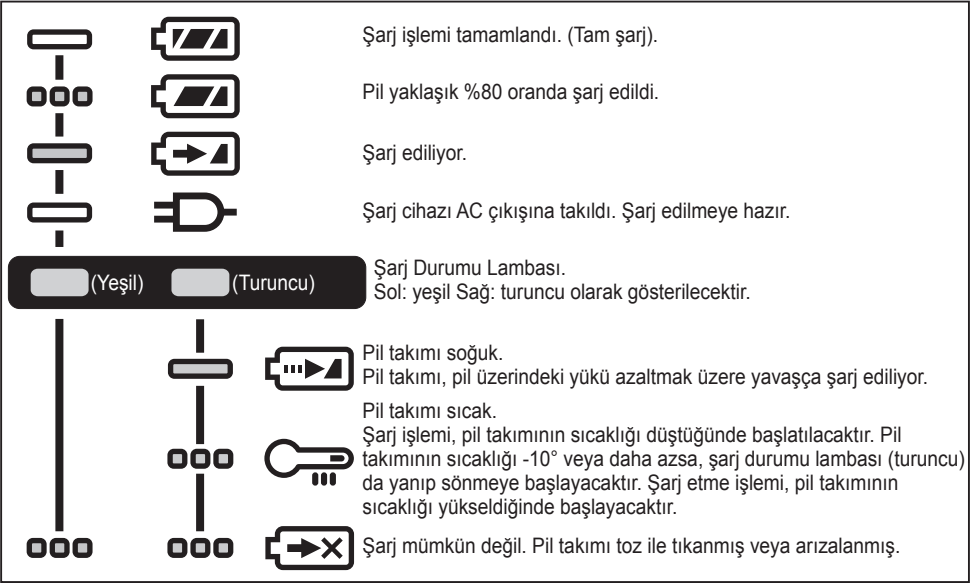 Şarj işlemi tamamlandı. (Tam şarj).
Pil yaklaşık %80 oranda şarj edildi.
Şarj ediliyor.
Şarj cihazı AC çıkışına takıldı. Şarj edilmeye hazır.
(Yeşil) (Turuncu)
Şarj Durumu Lambası.
Sol: yeşil Sağ: turuncu olarak gösterilecektir.
Pil takımı soğuk.
Pil takımı, pil üzerindeki yükü azaltmak üzere yavaşça şarj ediliyor.
Pil takımı sıcak.
Şarj işlemi, pil takımının sıcaklığı düştüğünde başlatılacaktır. Pil
takımının sıcaklığı -10° veya daha azsa, şarj durumu lambası (turuncu)
da yanıp sönmeye başlayacaktır. Şarj etme işlemi, pil takımının
sıcaklığı yükseldiğinde başlayacaktır.
Şarj mümkün değil. Pil takımı toz ile tıkanmış veya arızalanmış.